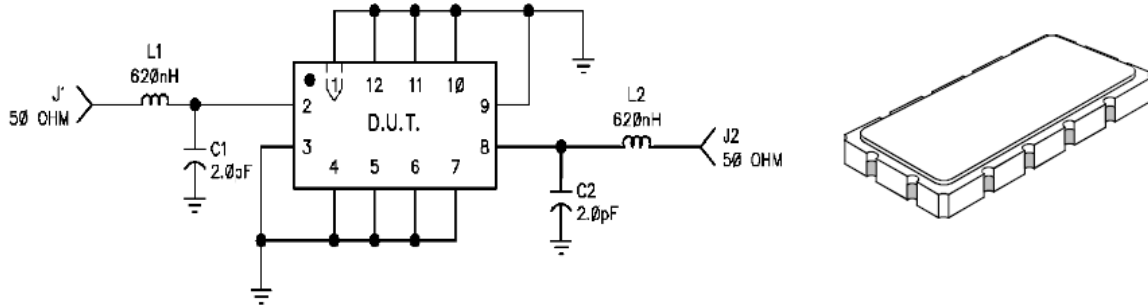 L1
620nH
J1
50 OHM
C1
2.0pF
1 12 11 10
2
9
D.U.T.
3
8
4 5 6 7
L2
620nH
J2
50 OHM
C2
2.0pF